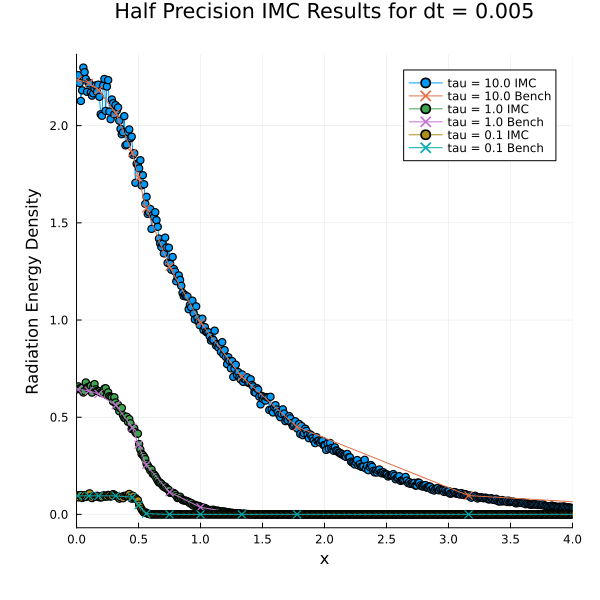 Half Precision IMC Results for dt = 0.005
tau = 10.0 IMC
tau = 10.0 Bench
tau = 1.0 IMC
tau = 1.0 Bench
tau = 0.1 IMC
tau = 0.1 Bench
Radiation Energy Density
2.0
1.5
1.0
0.5
0.0
0.0 0.5 1.0 1.5 2.0 2.5 3.0 3.5 4.0
x